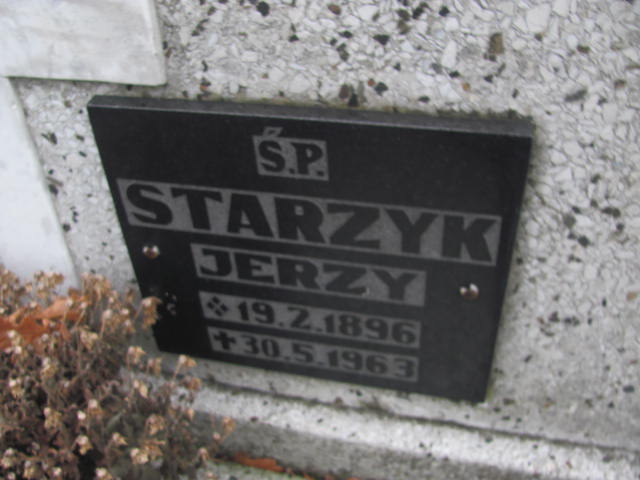 Ś.P.
STARZYK
JERZY
19.2.1896
✝30.5.1963